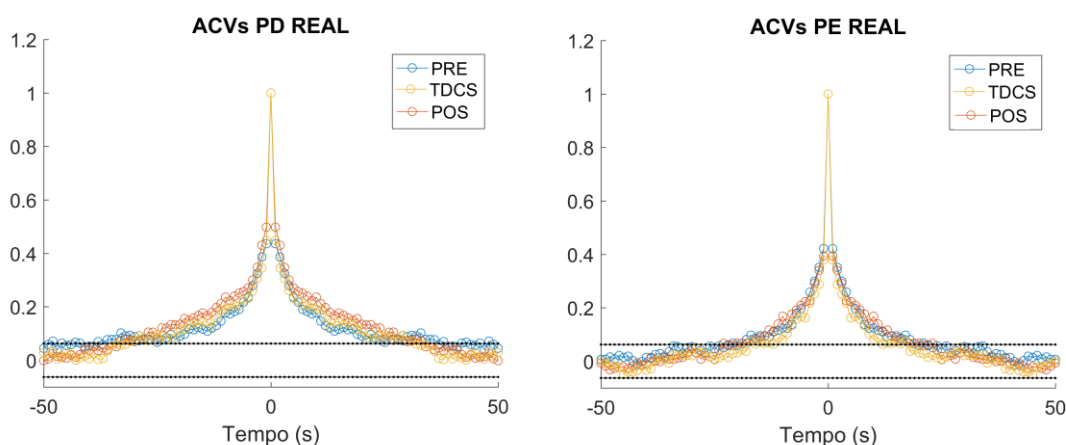 ACVs PD REAL
1.2
1
0.8
0.6
0.4
0.2
0
-50
0
50
Tempo (s)
PRE
TDCS
POS
ACVs PE REAL
1.2
1
0.8
0.6
0.4
0.2
0
-50
0
50
Tempo (s)
PRE
TDCS
POS